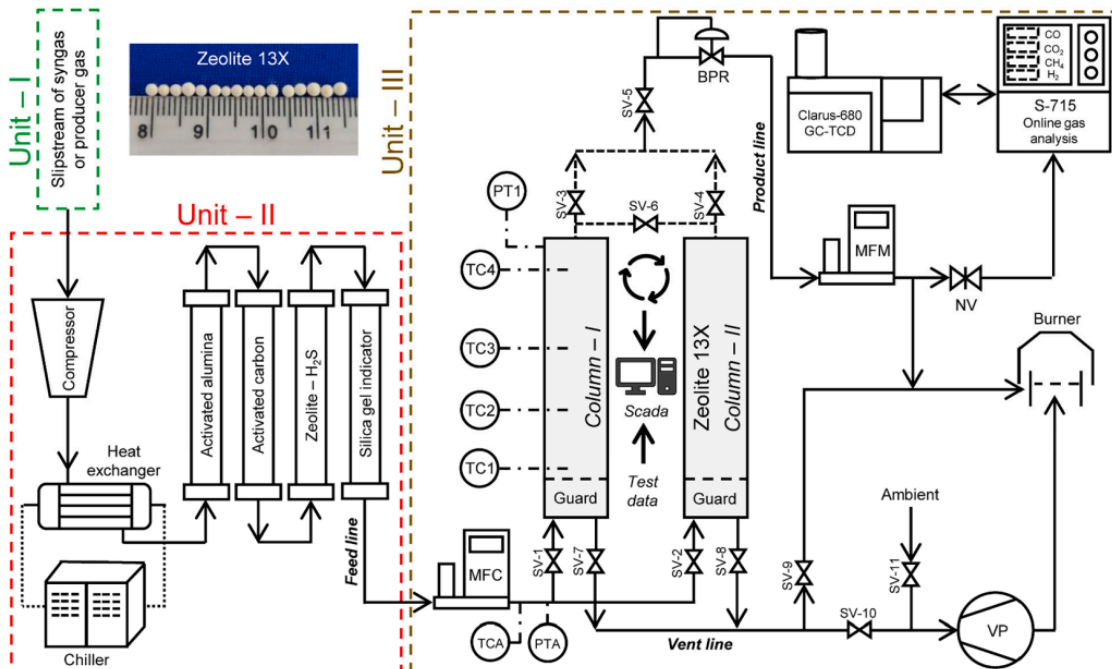 Unit – I
Slipstream of syngas
or producer gas
Zeolite 13X
8 9 10 11
Unit – II
Compressor
Heat
exchanger
Chiller
Activated alumina
Activated carbon
Zeolite – H₂S
Silica gel indicator
Feed line
Unit – III
PT1
TC4
TC3
TC2
TC1
SV-3
SV-4
SV-5
SV-6
BPR
Column – I
Guard
Zeolite 13X
Column – II
Guard
Scada
Test
data
MFC
TCA
PTA
SV-1
SV-7
SV-2
SV-8
Vent line
Product line
Clarus-680
GC-TCD
CO
CO₂
CH₄
H₂
S-715
Online gas
analysis
MFM
NV
Burner
Ambient
SV-9
SV-10
SV-11
VP